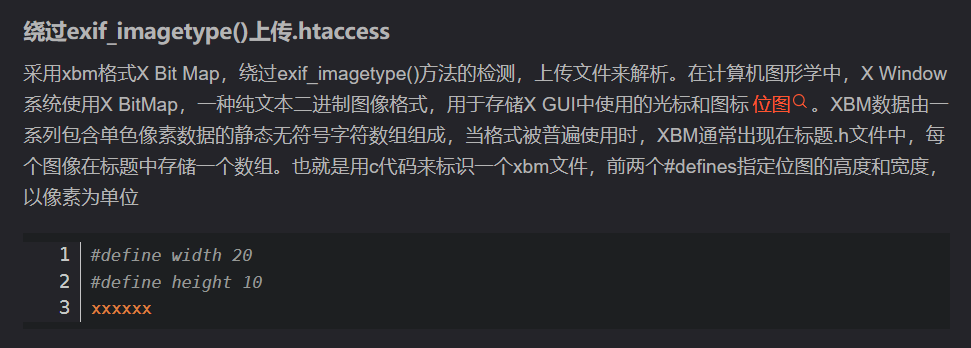 绕过exif_imagetype()上传.htaccess
采用xbm格式X Bit Map，绕过exif_imagetype()方法的检测，上传文件来解析。在计算机图形学中，X Window
系统使用X BitMap，一种纯文本二进制图像格式，用于存储X GUI中使用的光标和图标 位图 。XBM数据由一
系列包含单色像素数据的静态无符号字符数组组成，当格式被普遍使用时，XBM通常出现在标题.h文件中，每
个图像在标题中存储一个数组。也就是用c代码来标识一个xbm文件，前两个#defines指定位图的高度和宽度，
以像素为单位
1 #define width 20
2 #define height 10
3 xxxxxx